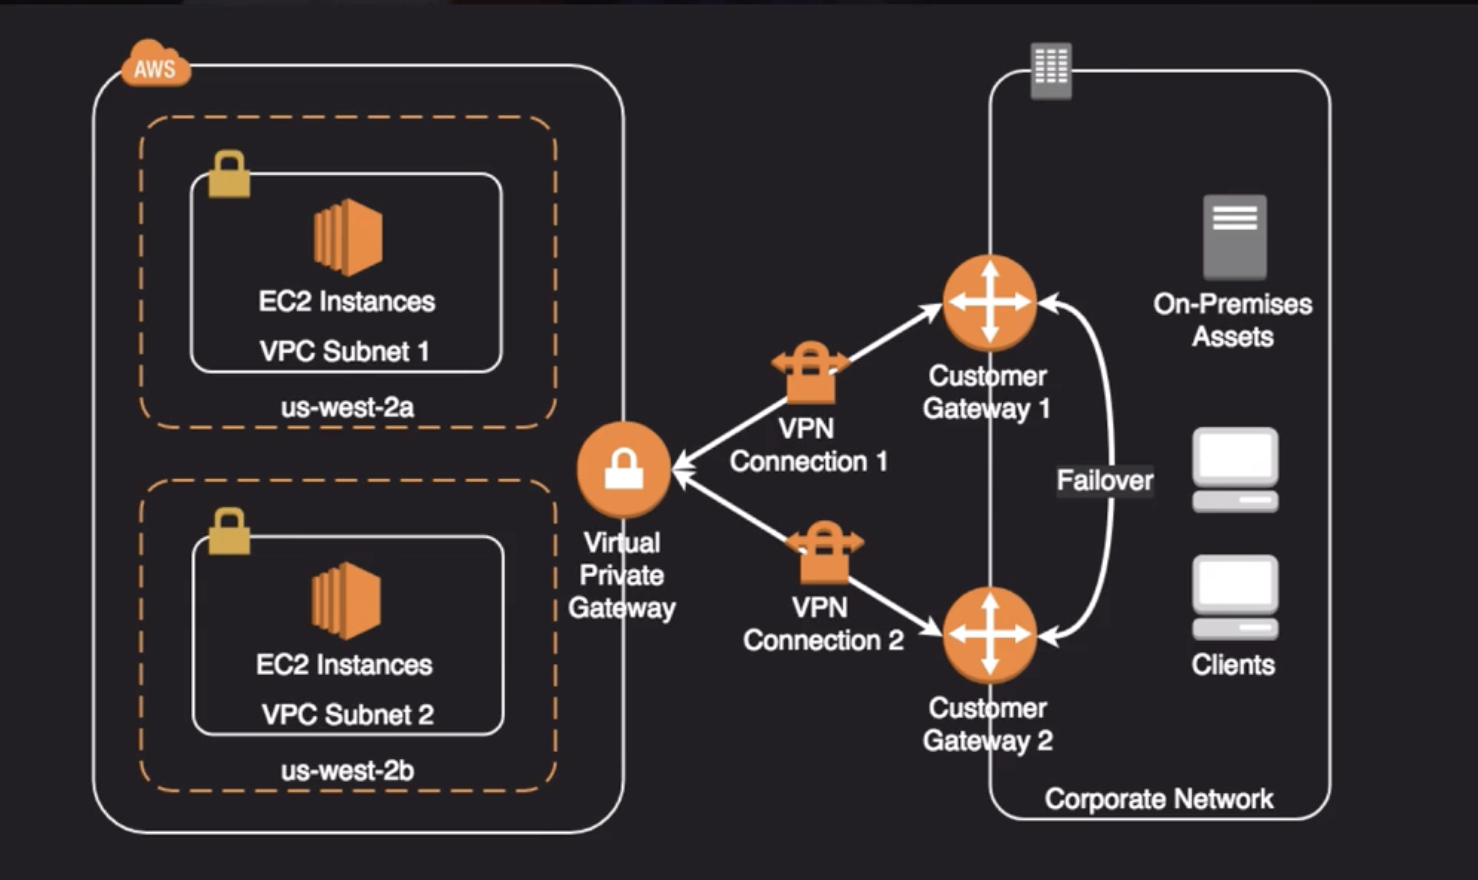 AWS
EC2 Instances
VPC Subnet 1
us-west-2a
EC2 Instances
VPC Subnet 2
us-west-2b
Virtual
Private
Gateway
VPN
Connection 1
VPN
Connection 2
Customer
Gateway 1
Customer
Gateway 2
Failover
On-Premises
Assets
Clients
Corporate Network